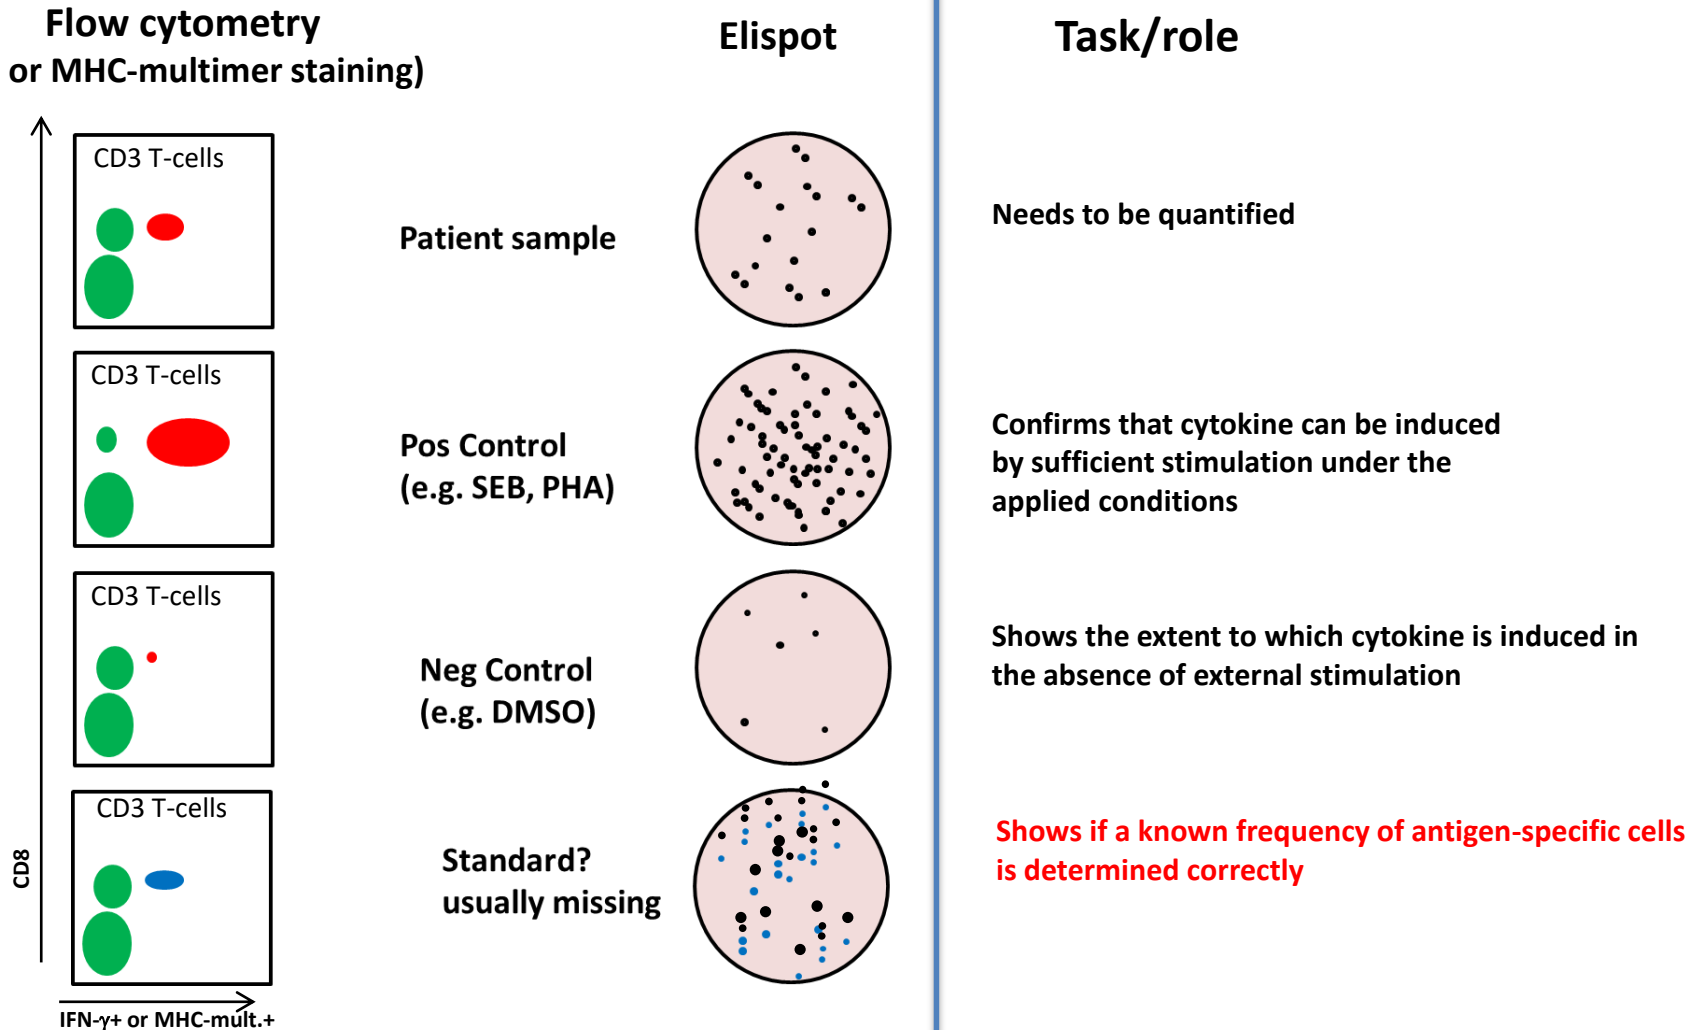 Flow cytometry
or MHC-multimer staining)
Elispot
Task/role
CD3 T-cells
Patient sample
Needs to be quantified
CD3 T-cells
Pos Control
(e.g. SEB, PHA)
Confirms that cytokine can be induced
by sufficient stimulation under the
applied conditions
CD3 T-cells
Neg Control
(e.g. DMSO)
Shows the extent to which cytokine is induced in
the absence of external stimulation
CD3 T-cells
Standard?
usually missing
Shows if a known frequency of antigen-specific cells
is determined correctly
CD8
IFN-γ+ or MHC-mult.+